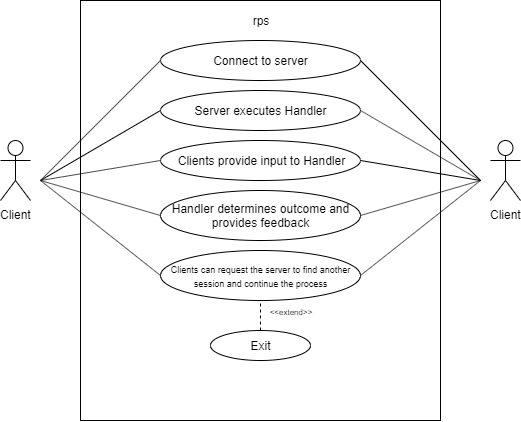 rps
Connect to server
Server executes Handler
Clients provide input to Handler
Client
Client
Handler determines outcome and
provides feedback
Clients can request the server to find another
session and continue the process
<<extend>>
Exit